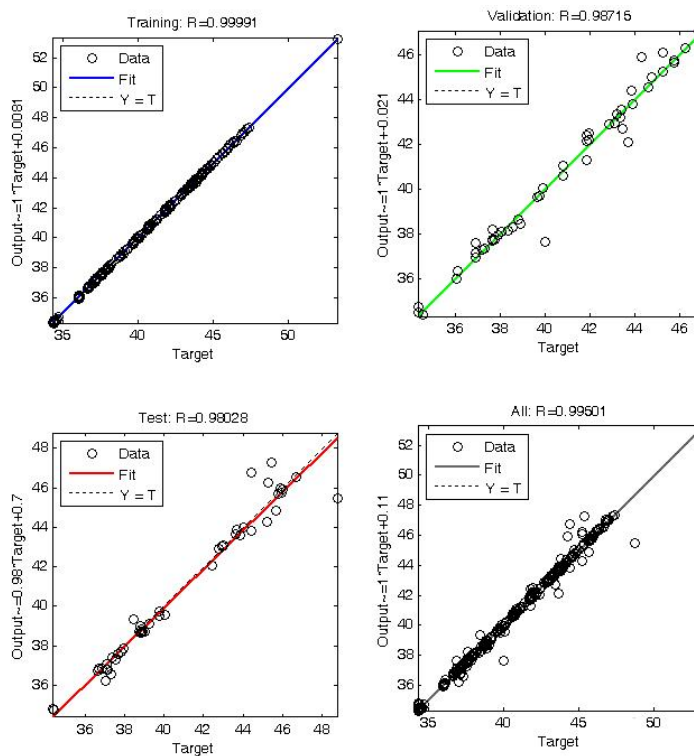 Training: R=0.99991
Output~=1*Target+0.0081
52
50
48
46
44
42
40
38
36
Data
Fit
Y = T
35
40
45
50
Target
Validation: R=0.98715
Output~=1*Target+-0.021
46
44
42
40
38
36
Data
Fit
Y = T
36
38
40
42
44
46
Target
Test: R=0.98028
Output~=0.98*Target+0.7
48
46
44
42
40
38
36
Data
Fit
Y = T
36
38
40
42
44
46
48
Target
All: R=0.99501
Output~=1*Target+0.11
52
50
48
46
44
42
40
38
36
Data
Fit
Y = T
35
40
45
50
Target